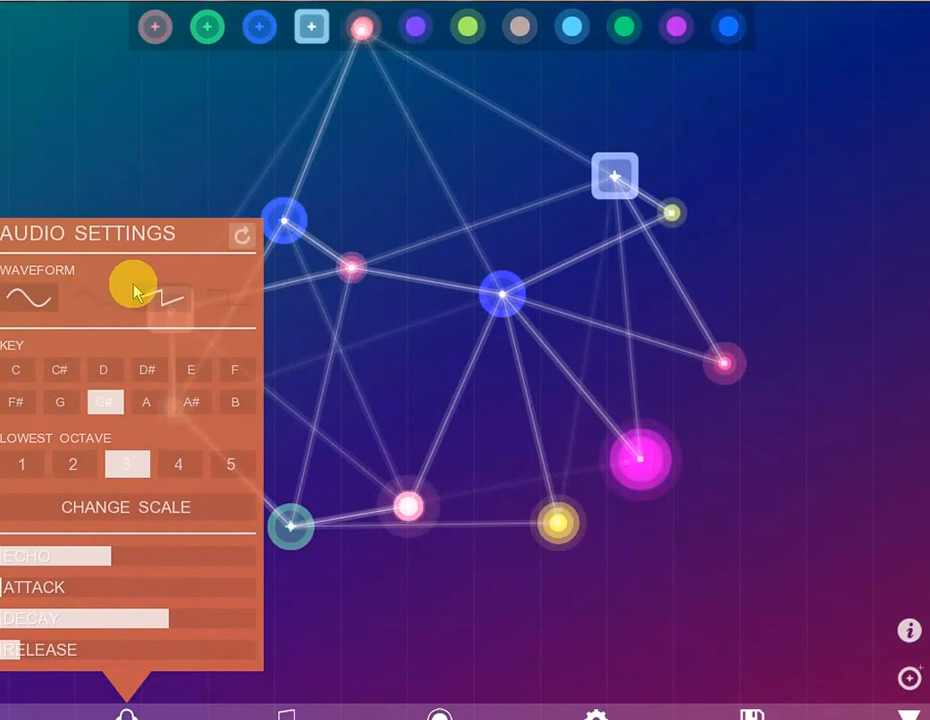 AUDIO SETTINGS
WAVEFORM
KEY
C C# D D# E F
F# G G# A A# B
LOWEST OCTAVE
1 2 3 4 5
CHANGE SCALE
ECHO
ATTACK
DECAY
RELEASE